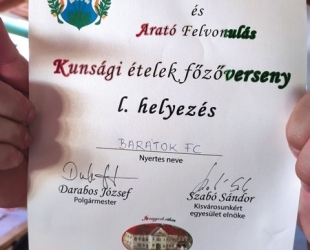 és
Arató Felvonulás
Kunsági ételek főzőverseny
I. helyezés
BARÁTOK FC
Nyertes neve
Darabos József
Szabó Sándor
Polgármester
Kisvárosunkért
egyesület elnöke